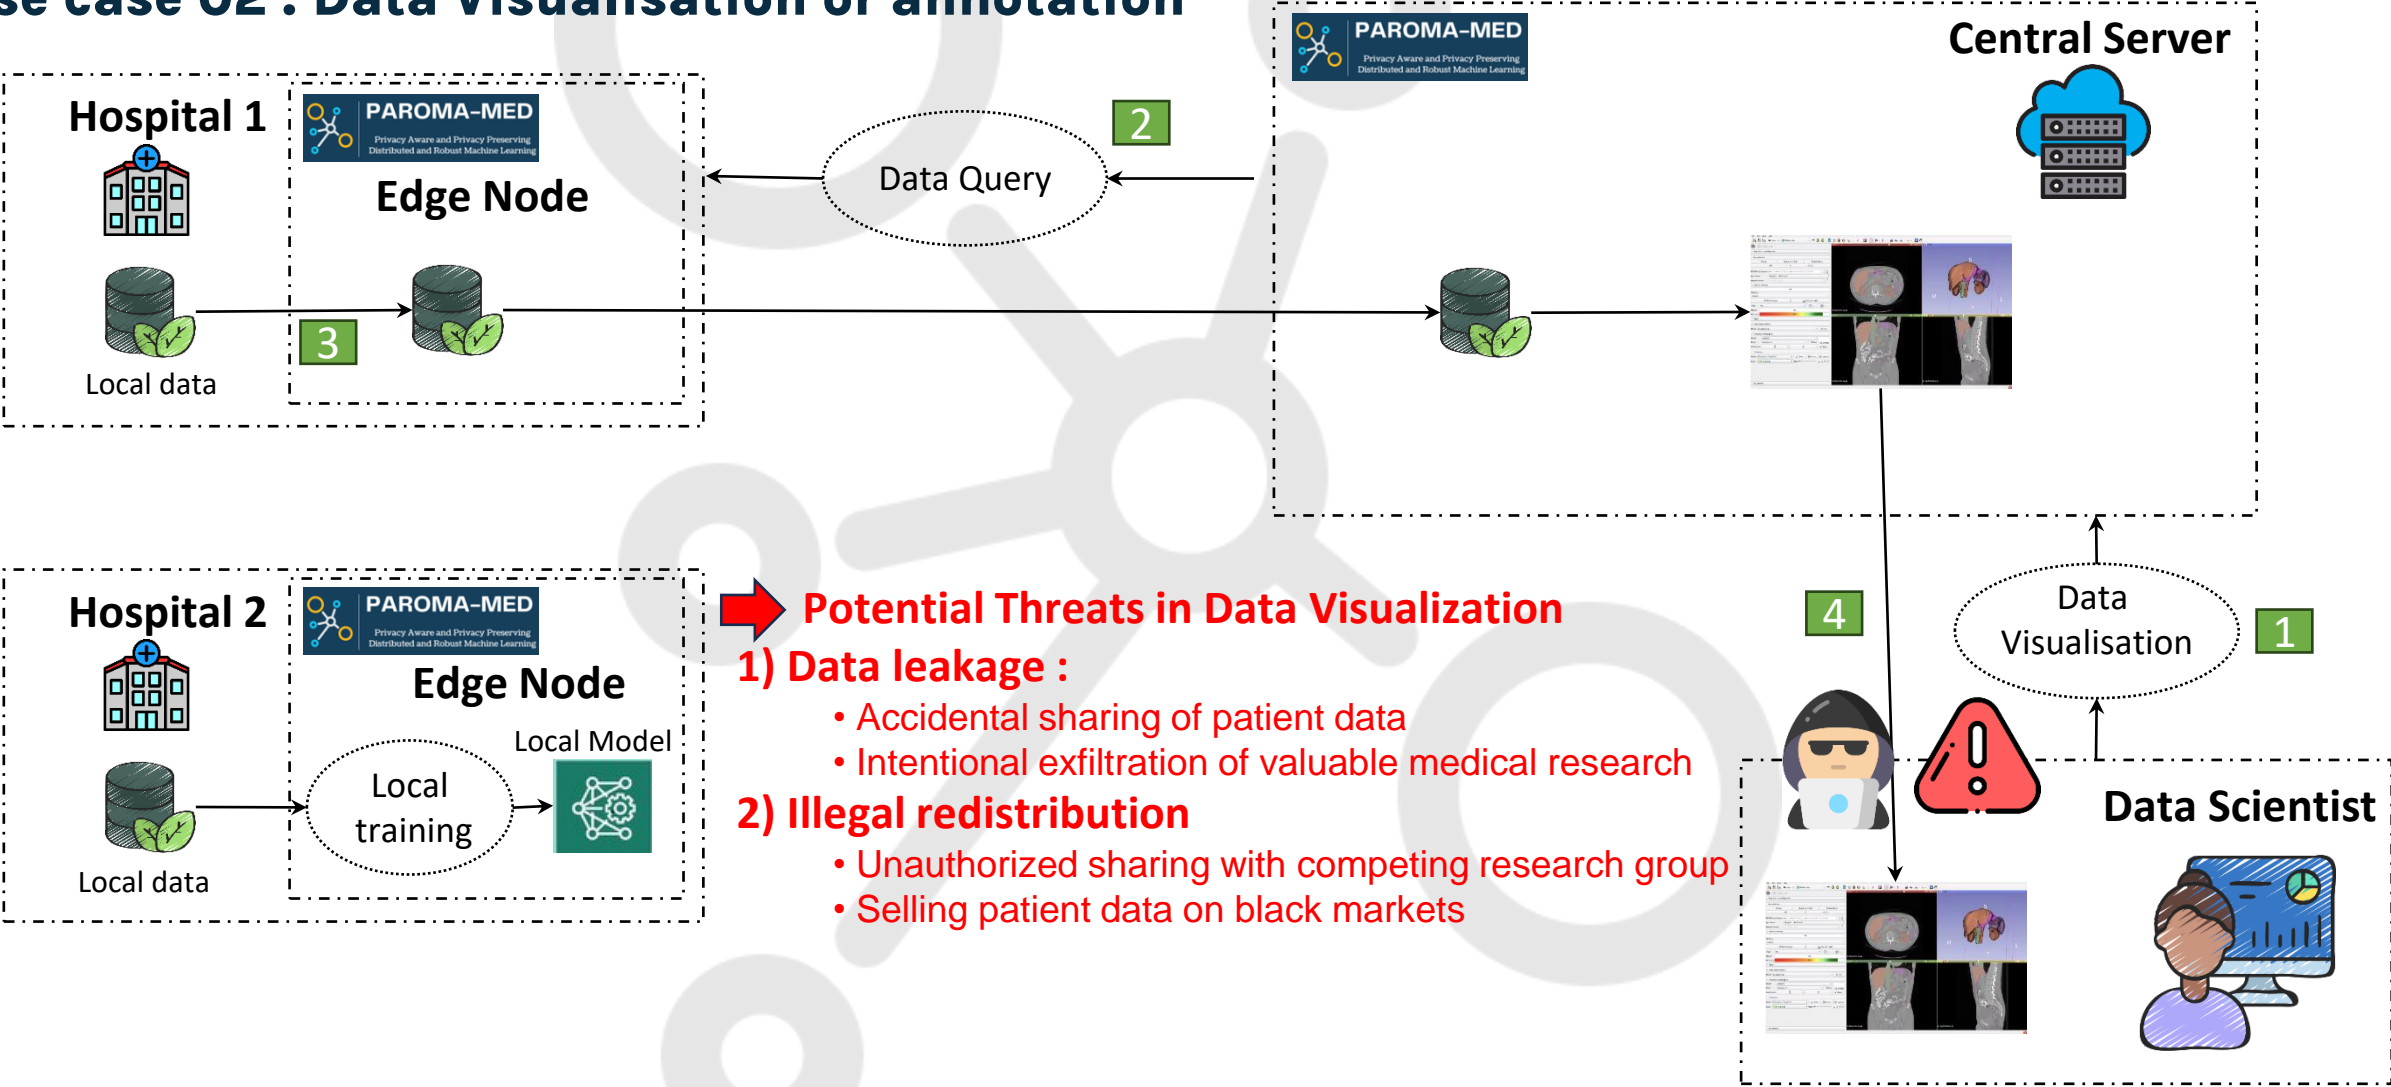 se case 02 : Data Visualisation or annotation
PAROMA-MED
Privacy Aware and Privacy Preserving
Distributed and Robust Machine Learning
Central Server
Hospital 1
PAROMA-MED
Privacy Aware and Privacy Preserving
Distributed and Robust Machine Learning
Edge Node
Data Query
2
3
Local data
Hospital 2
PAROMA-MED
Privacy Aware and Privacy Preserving
Distributed and Robust Machine Learning
Edge Node
Local Model
Local
training
Local data
Potential Threats in Data Visualization
1) Data leakage :
• Accidental sharing of patient data
• Intentional exfiltration of valuable medical research
2) Illegal redistribution
• Unauthorized sharing with competing research group
• Selling patient data on black markets
4
Data
Visualisation
1
Data Scientist